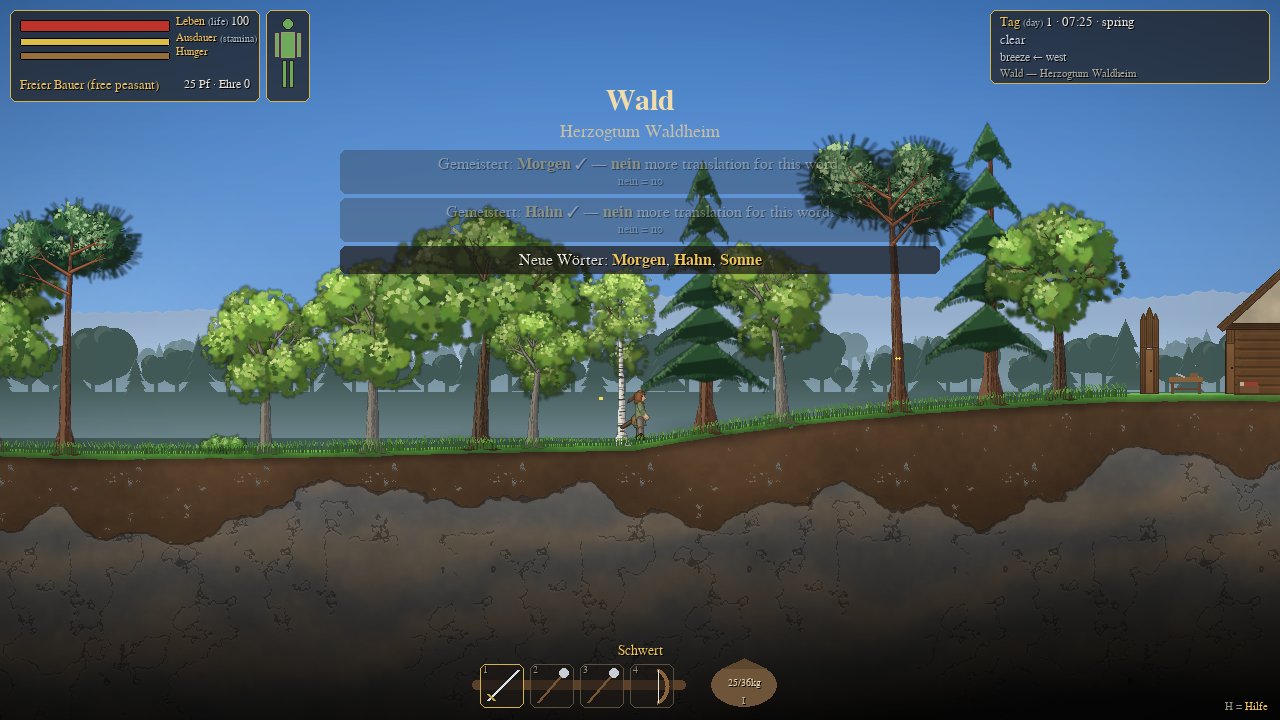 Leben (life) 100
Ausdauer (stamina)
Hunger
Freier Bauer (free peasant) 25 Pf · Ehre 0
Tag (day) 1 · 07:25 · spring
clear
breeze ← west
Wald — Herzogtum Waldheim
Wald
Herzogtum Waldheim
Gemeistert: Morgen ✓ — nein more translation for this word
nein = no
Gemeistert: Hahn ✓ — nein more translation for this word
nein = no
Neue Wörter: Morgen, Hahn, Sonne
Schwert
1 2 3 4
25/36kg
I
H = Hilfe